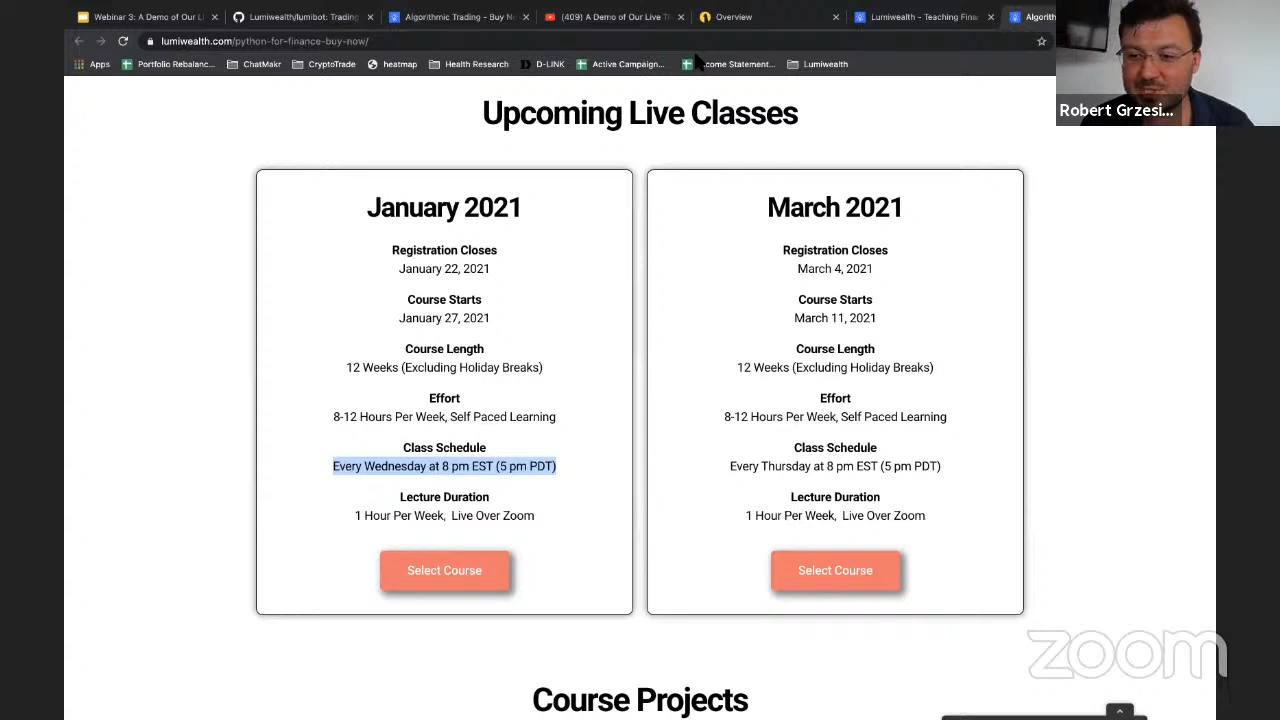 Webinar 3: A Demo of Our Li
Lumiwealth/lumibot: Trading
Algorithmic Trading - Buy N
(409) A Demo of Our Live T
Overview
Lumiwealth - Teaching Fina
Algorith
lumiwealth.com/python-for-finance-buy-now/
Apps
Portfolio Rebalanc...
ChatMakr
CryptoTrade
heatmap
Health Research
D-LINK
Active Campaign...
ome Statement...
Lumiwealth
Robert Grzesi...
Upcoming Live Classes
January 2021
Registration Closes
January 22, 2021
Course Starts
January 27, 2021
Course Length
12 Weeks (Excluding Holiday Breaks)
Effort
8-12 Hours Per Week, Self Paced Learning
Class Schedule
Every Wednesday at 8 pm EST (5 pm PDT)
Lecture Duration
1 Hour Per Week,  Live Over Zoom
Select Course
March 2021
Registration Closes
March 4, 2021
Course Starts
March 11, 2021
Course Length
12 Weeks (Excluding Holiday Breaks)
Effort
8-12 Hours Per Week, Self Paced Learning
Class Schedule
Every Thursday at 8 pm EST (5 pm PDT)
Lecture Duration
1 Hour Per Week,  Live Over Zoom
Select Course
Course Projects
zoom